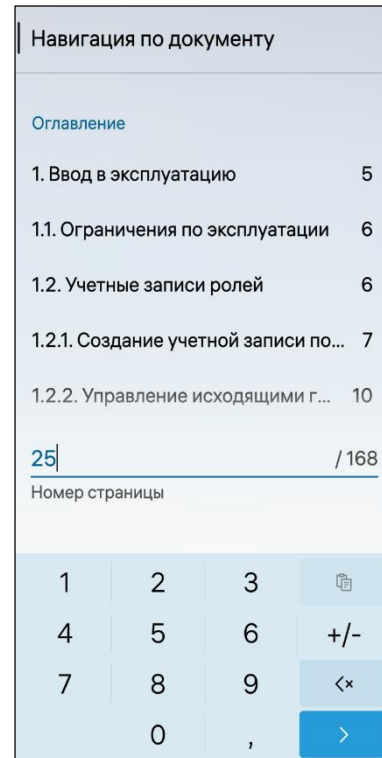 Навигация по документу
Оглавление
1. Ввод в эксплуатацию 5
1.1. Ограничения по эксплуатации 6
1.2. Учетные записи ролей 6
1.2.1. Создание учетной записи по... 7
1.2.2. Управление исходящими г... 10
25 / 168
Номер страницы
1 2 3
4 5 6 +/-
7 8 9
0 ,